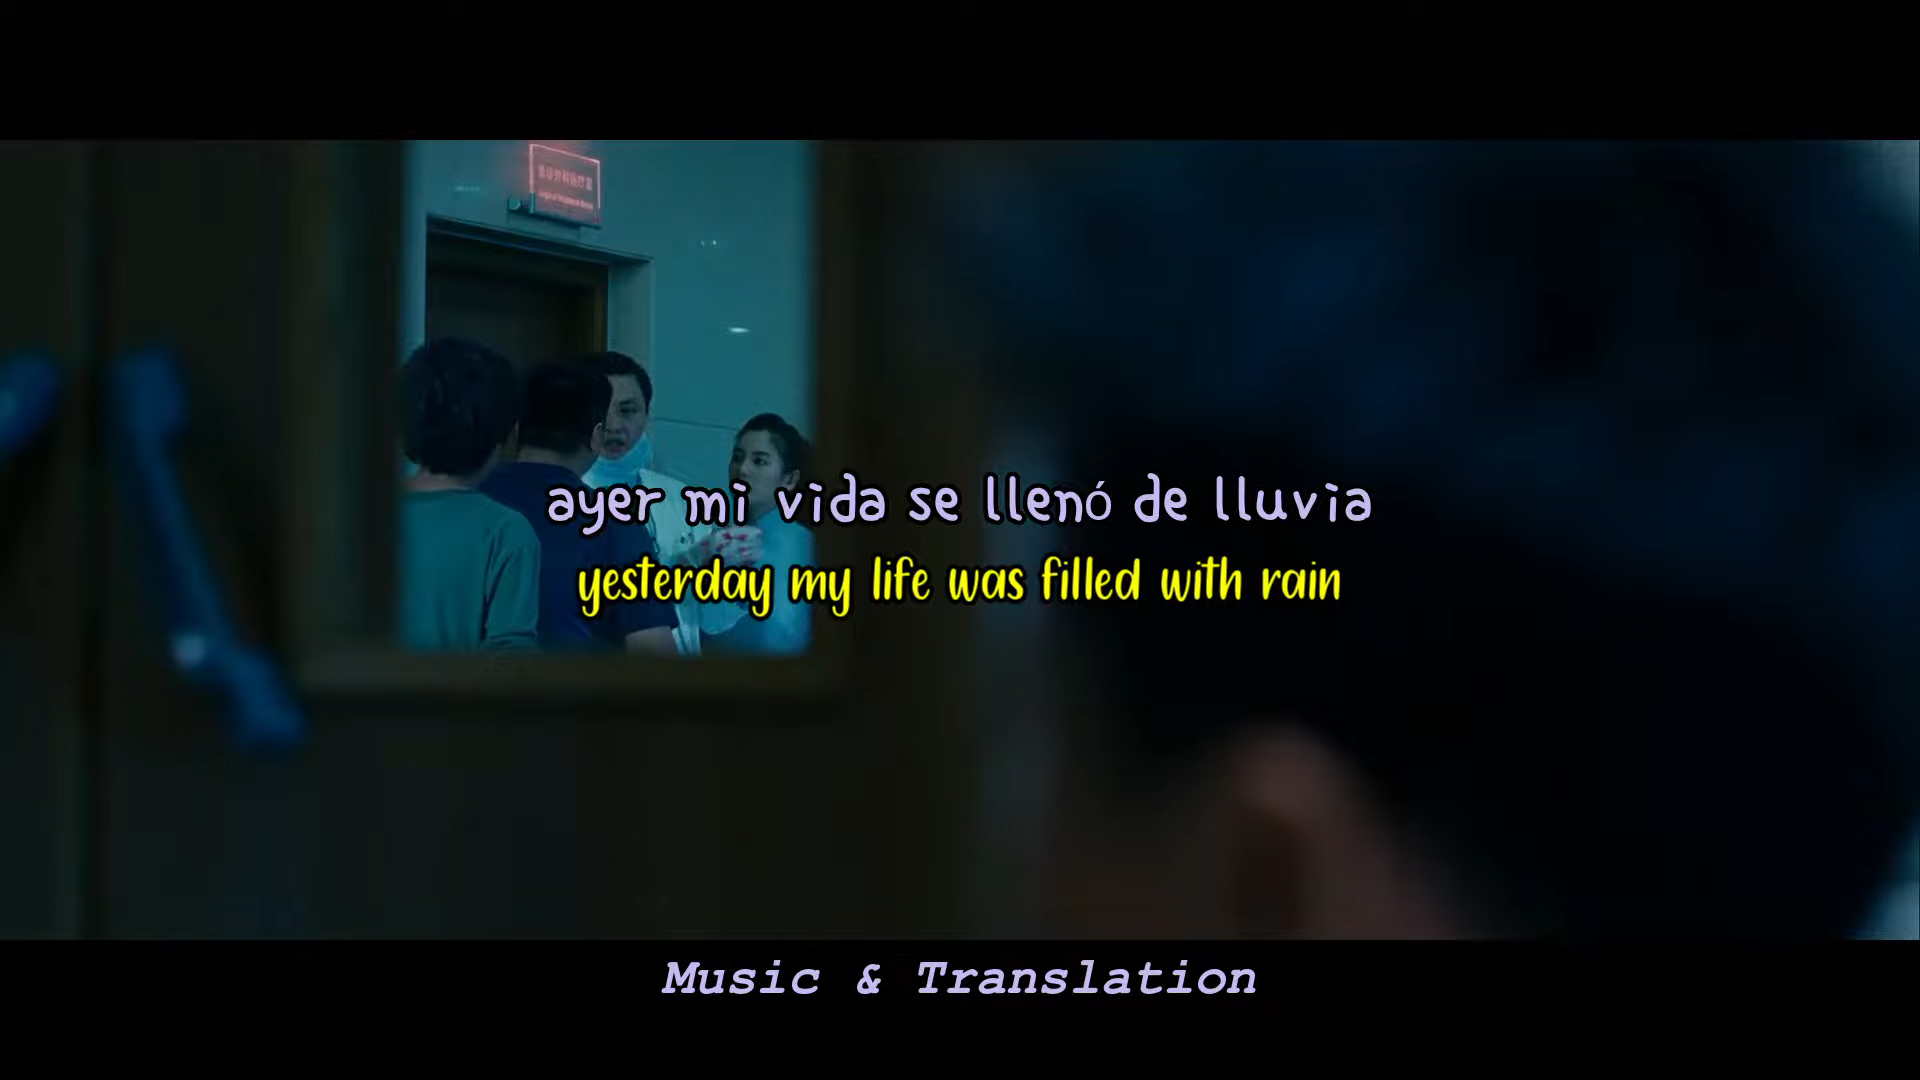 ayer mi vida se llenó de lluvia
yesterday my life was filled with rain
Music & Translation